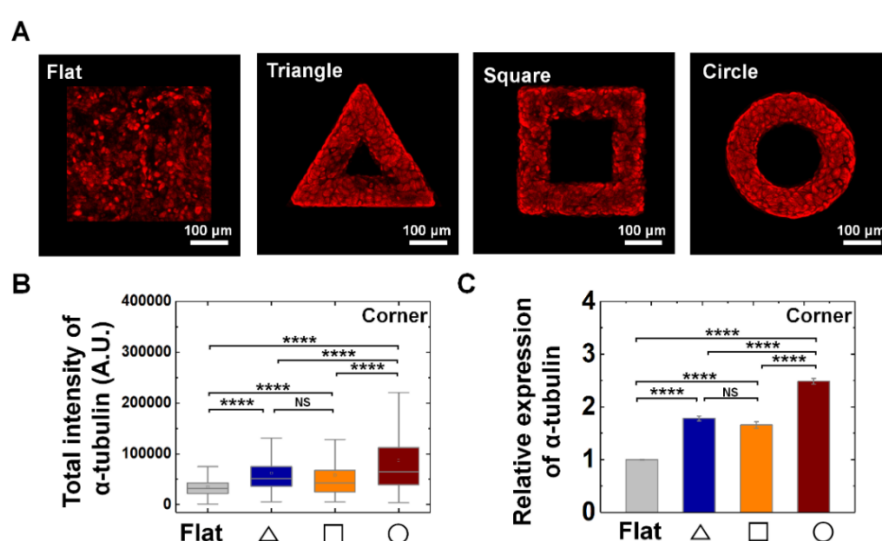 A
Flat
Triangle
Square
Circle
100 μm
100 μm
100 μm
100 μm
B
Total intensity of
α-tubulin (A.U.)
400000
300000
200000
100000
0
Corner
****
****
****
****
****
NS
Flat
C
Relative expression
of α-tubulin
4
3
2
1
0
Corner
****
****
****
****
****
NS
Flat